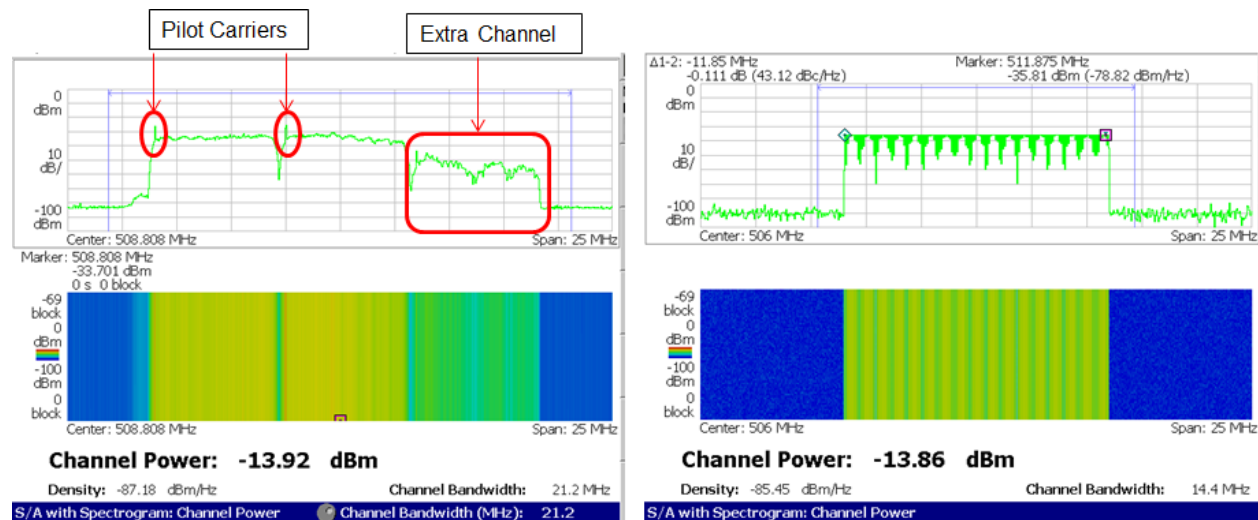 Pilot Carriers
Extra Channel
0
dBm
10
dB/
-100
dBm
Center: 508.808 MHz Span: 25 MHz
Marker: 508.808 MHz
-33.701 dBm
0 s 0 block
-69
block
0
dBm
-100
dBm
0
block
Center: 508.808 MHz Span: 25 MHz
Channel Power: -13.92 dBm
Density: -87.18 dBm/Hz Channel Bandwidth: 21.2 MHz
S/A with Spectrogram: Channel Power Channel Bandwidth (MHz): 21.2
Δ1-2: -11.85 MHz Marker: 511.875 MHz
-0.111 dB (43.12 dBc/Hz) -35.81 dBm (-78.82 dBm/Hz)
0
dBm
10
dB/
-100
dBm
Center: 506 MHz Span: 25 MHz
-69
block
0
dBm
-100
dBm
0
block
Center: 506 MHz Span: 25 MHz
Channel Power: -13.86 dBm
Density: -85.45 dBm/Hz Channel Bandwidth: 14.4 MHz
S/A with Spectrogram: Channel Power